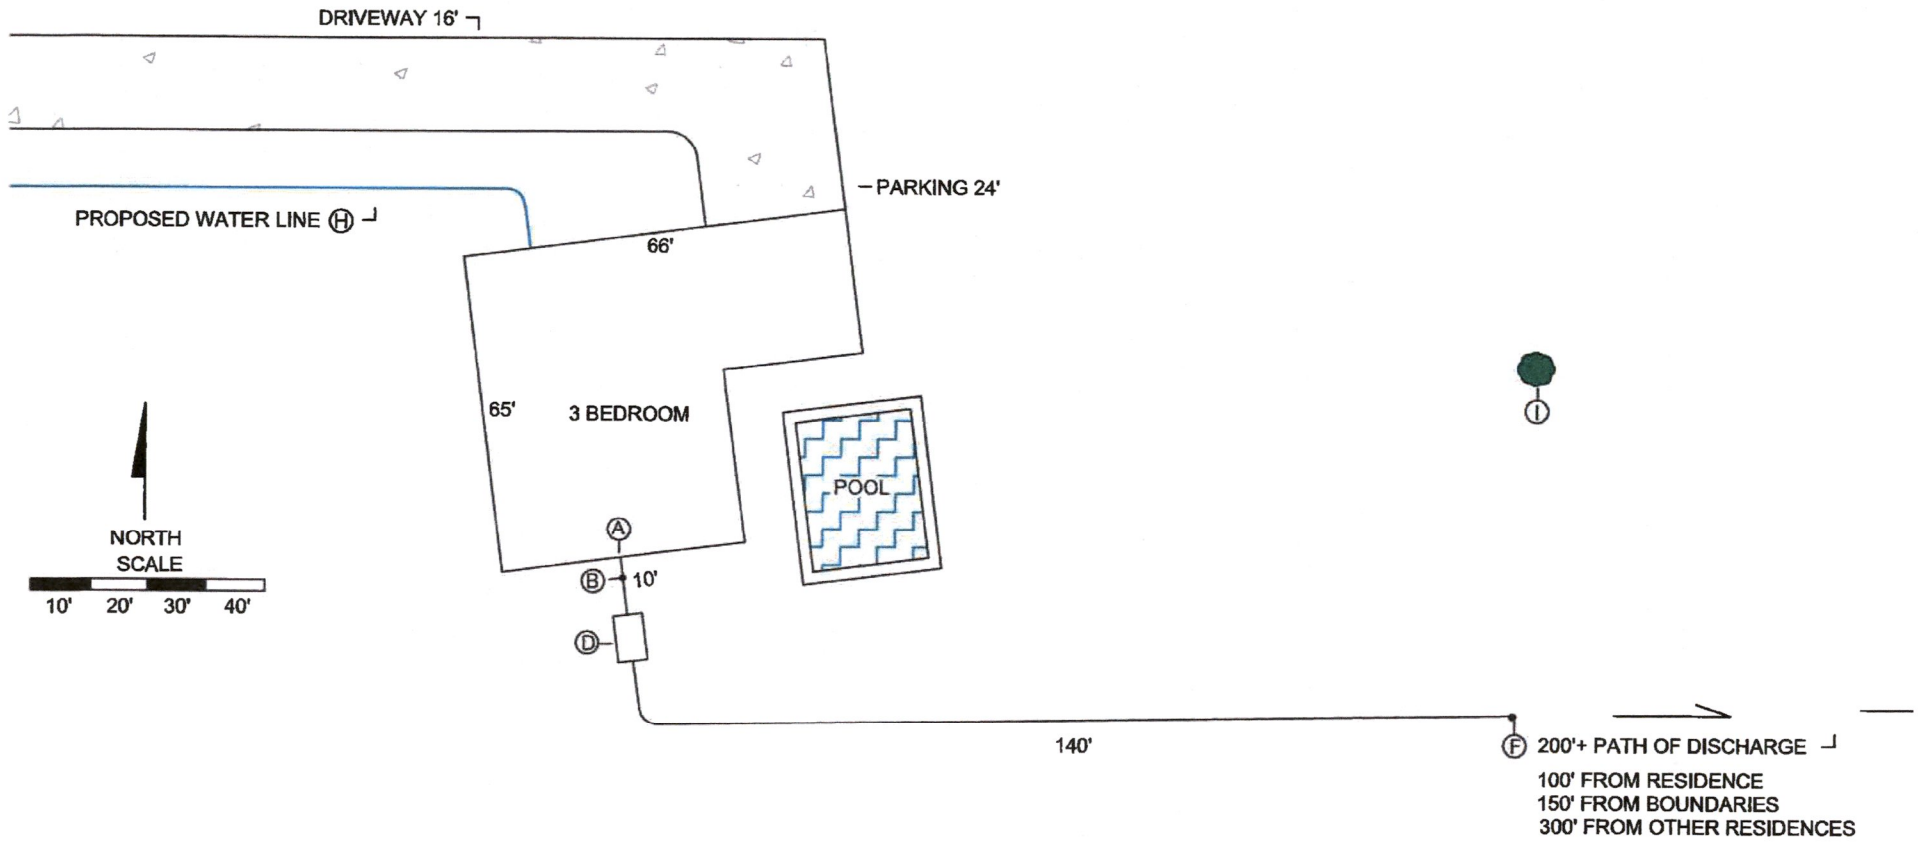 DRIVEWAY 16'
PARKING 24'
PROPOSED WATER LINE H
66'
65'
3 BEDROOM
I
POOL
A
NORTH
SCALE
B 10'
10' 20' 30' 40'
D
140'
F 200'+ PATH OF DISCHARGE
100' FROM RESIDENCE
150' FROM BOUNDARIES
300' FROM OTHER RESIDENCES